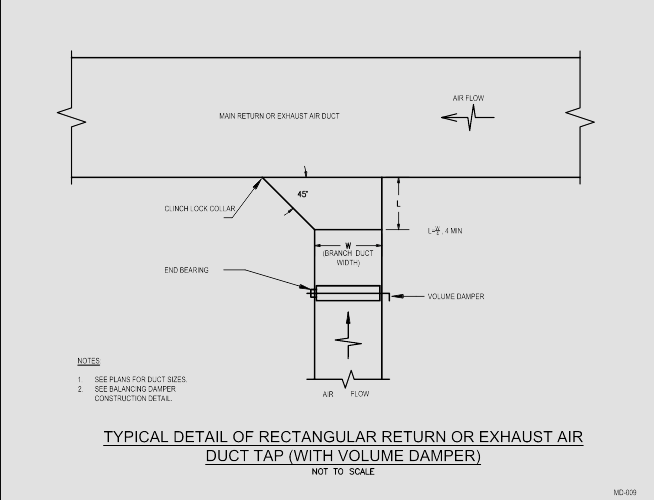 AIR FLOW
MAIN RETURN OR EXHAUST AIR DUCT
45°
CLINCH LOCK COLLAR
L
L=W/4, 4 MIN
W
(BRANCH DUCT
WIDTH)
END BEARING
VOLUME DAMPER
NOTES:
1 SEE PLANS FOR DUCT SIZES.
2. SEE BALANCING DAMPER
CONSTRUCTION DETAIL.
AIR FLOW
TYPICAL DETAIL OF RECTANGULAR RETURN OR EXHAUST AIR
DUCT TAP (WITH VOLUME DAMPER)
NOT TO SCALE
MD-009